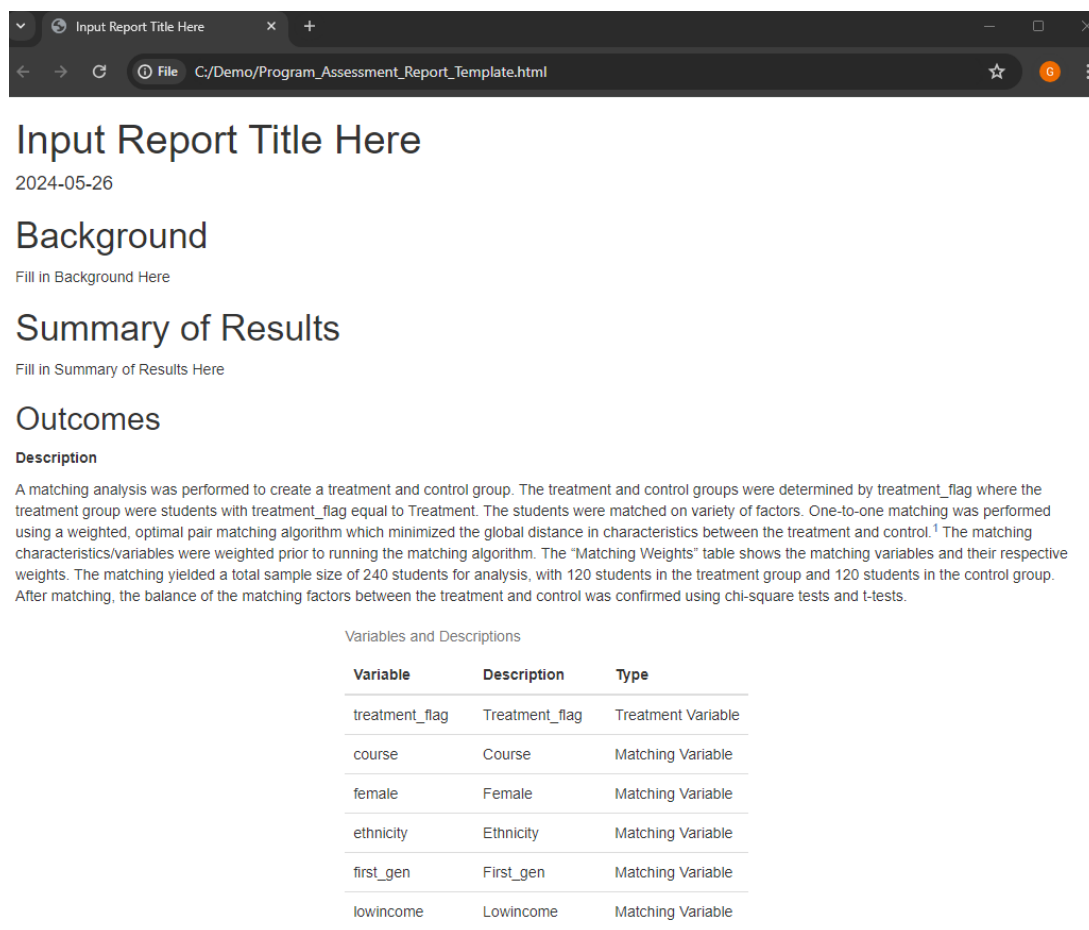 Input Report Title Here
File C:/Demo/Program_Assessment_Report_Template.html
G
Input Report Title Here
2024-05-26
Background
Fill in Background Here
Summary of Results
Fill in Summary of Results Here
Outcomes
Description
A matching analysis was performed to create a treatment and control group. The treatment and control groups were determined by treatment_flag where the
treatment group were students with treatment_flag equal to Treatment. The students were matched on variety of factors. One-to-one matching was performed
using a weighted, optimal pair matching algorithm which minimized the global distance in characteristics between the treatment and control.1 The matching
characteristics/variables were weighted prior to running the matching algorithm. The “Matching Weights” table shows the matching variables and their respective
weights. The matching yielded a total sample size of 240 students for analysis, with 120 students in the treatment group and 120 students in the control group.
After matching, the balance of the matching factors between the treatment and control was confirmed using chi-square tests and t-tests.
Variables and Descriptions
Variable Description Type
treatment_flag Treatment_flag Treatment Variable
course Course Matching Variable
female Female Matching Variable
ethnicity Ethnicity Matching Variable
first_gen First_gen Matching Variable
lowincome Lowincome Matching Variable